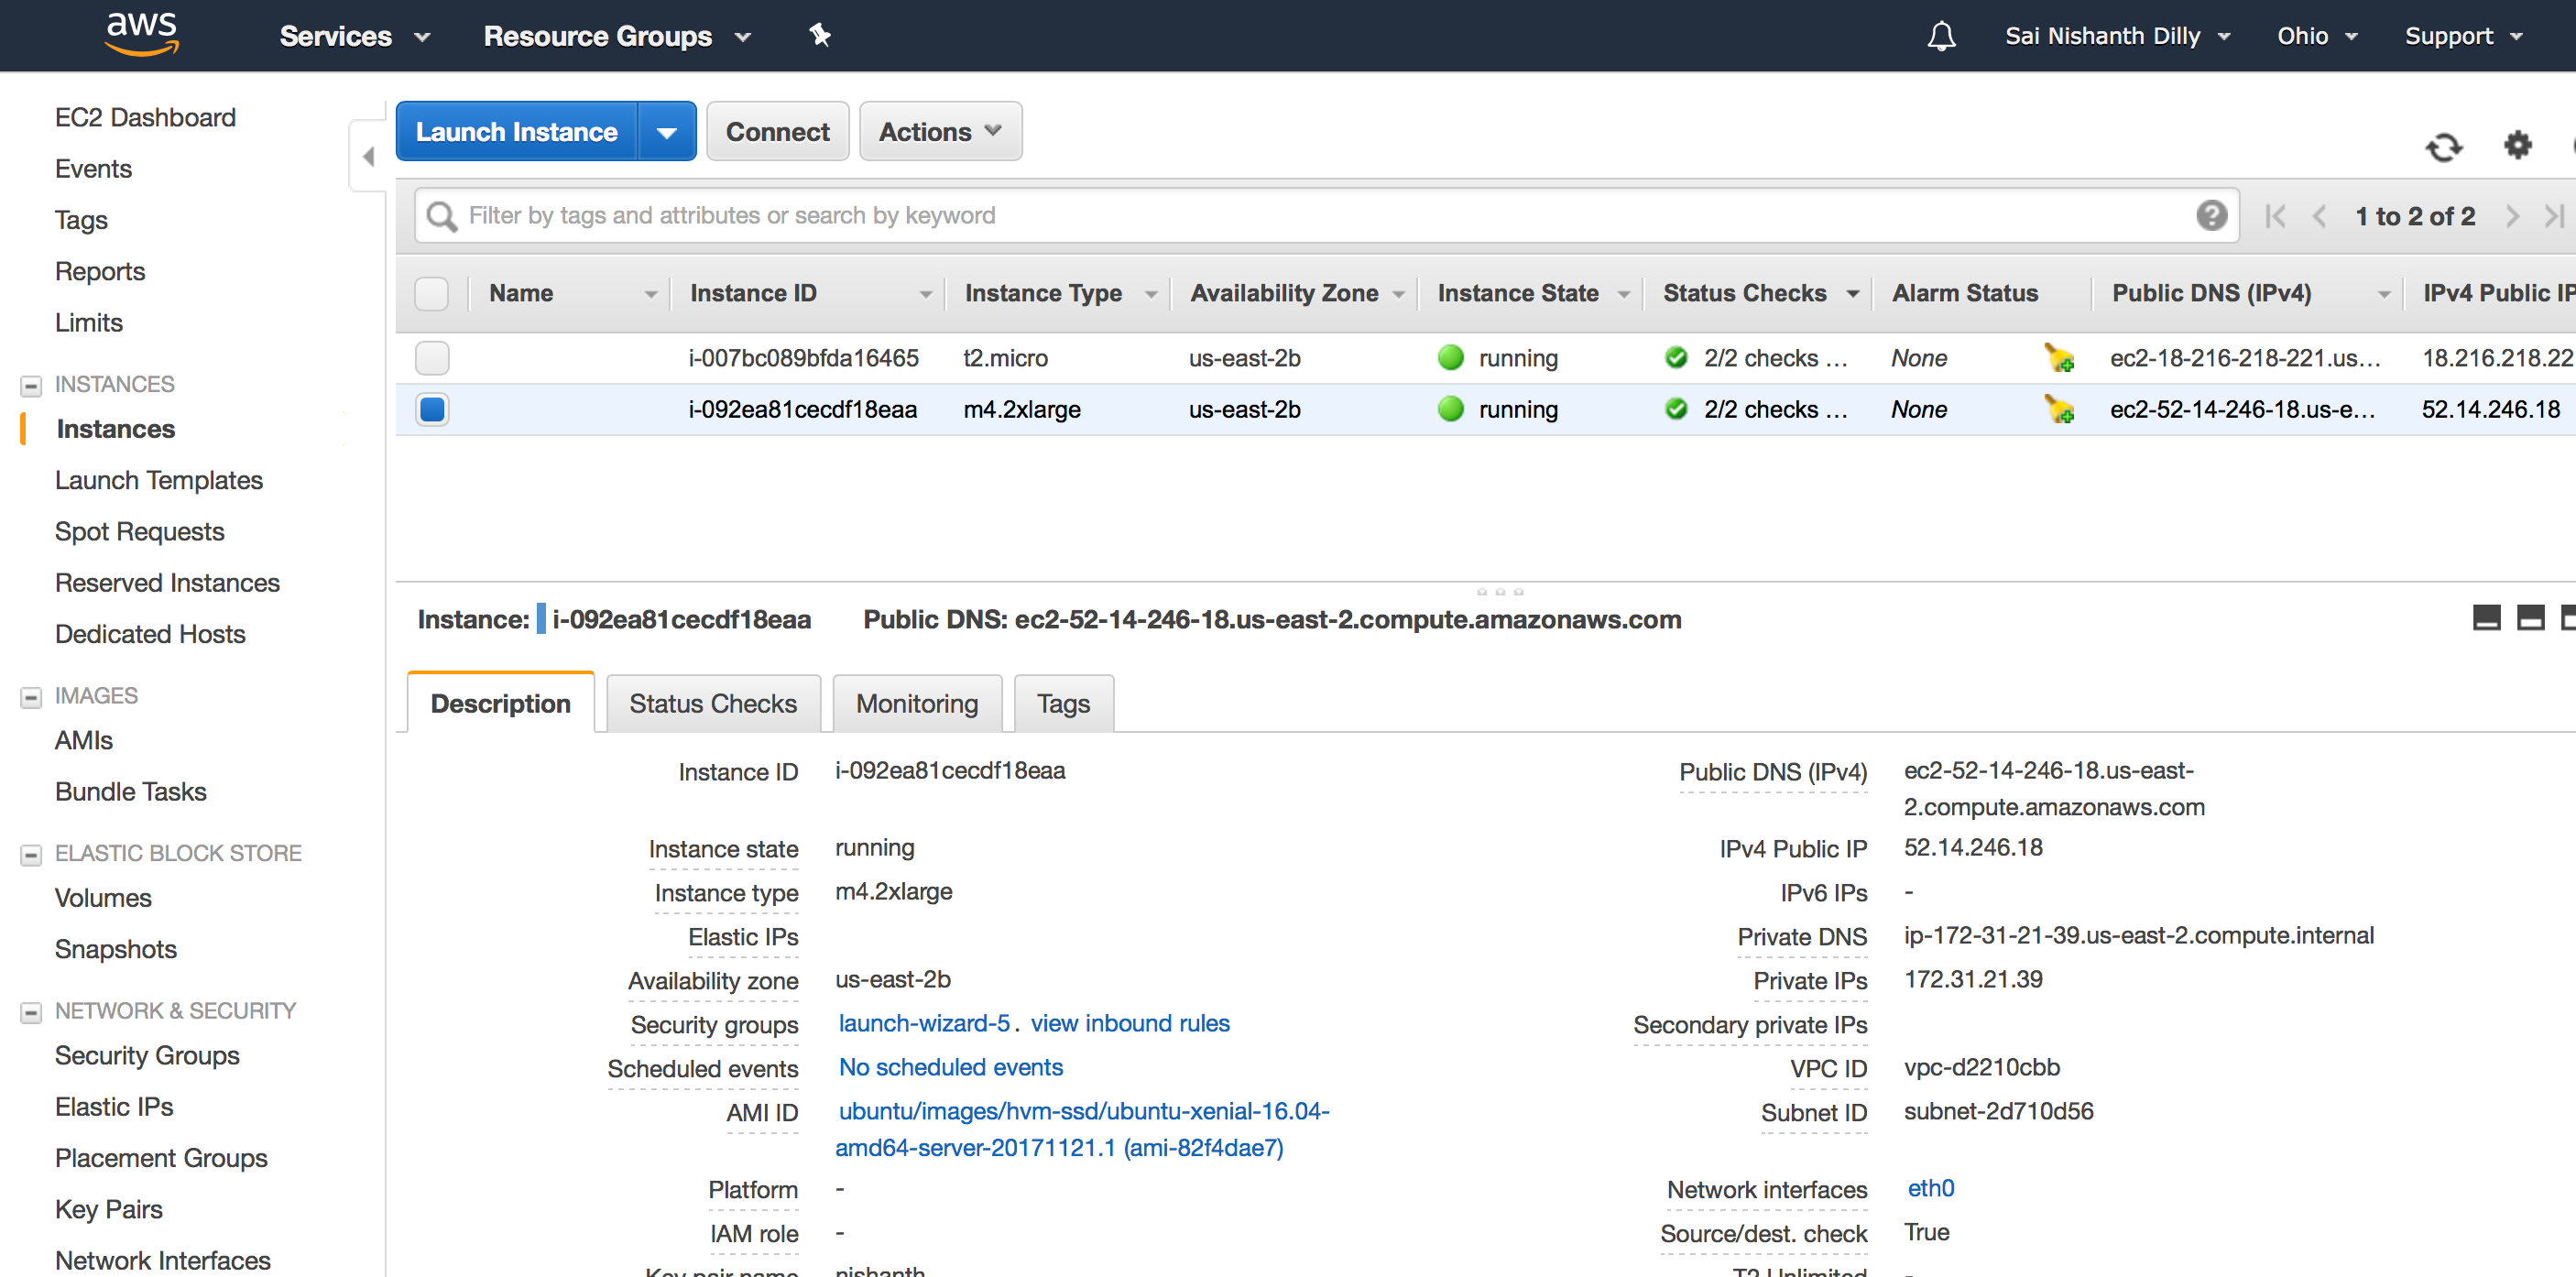 aws Services Resource Groups Sai Nishanth Dilly Ohio Support
EC2 Dashboard
Events
Tags
Reports
Limits
INSTANCES
Instances
Launch Templates
Spot Requests
Reserved Instances
Dedicated Hosts
IMAGES
AMIs
Bundle Tasks
ELASTIC BLOCK STORE
Volumes
Snapshots
NETWORK & SECURITY
Security Groups
Elastic IPs
Placement Groups
Key Pairs
Network Interfaces
Launch Instance Connect Actions
Filter by tags and attributes or search by keyword 1 to 2 of 2
Name Instance ID Instance Type Availability Zone Instance State Status Checks Alarm Status Public DNS (IPv4) IPv4 Public IP
i-007bc089bfda16465 t2.micro us-east-2b running 2/2 checks ... None ec2-18-216-218-221.us... 18.216.218.22
i-092ea81cecdf18eaa m4.2xlarge us-east-2b running 2/2 checks ... None ec2-52-14-246-18.us-e... 52.14.246.18
Instance: i-092ea81cecdf18eaa Public DNS: ec2-52-14-246-18.us-east-2.compute.amazonaws.com
Description Status Checks Monitoring Tags
Instance ID i-092ea81cecdf18eaa
Instance state running
Instance type m4.2xlarge
Elastic IPs
Availability zone us-east-2b
Security groups launch-wizard-5. view inbound rules
Scheduled events No scheduled events
AMI ID ubuntu/images/hvm-ssd/ubuntu-xenial-16.04-
amd64-server-20171121.1 (ami-82f4dae7)
Platform -
IAM role -
Key pair name nishanth
Public DNS (IPv4) ec2-52-14-246-18.us-east-
2.compute.amazonaws.com
IPv4 Public IP 52.14.246.18
IPv6 IPs -
Private DNS ip-172-31-21-39.us-east-2.compute.internal
Private IPs 172.31.21.39
Secondary private IPs
VPC ID vpc-d2210cbb
Subnet ID subnet-2d710d56
Network interfaces eth0
Source/dest. check True
T2 Unlimited -